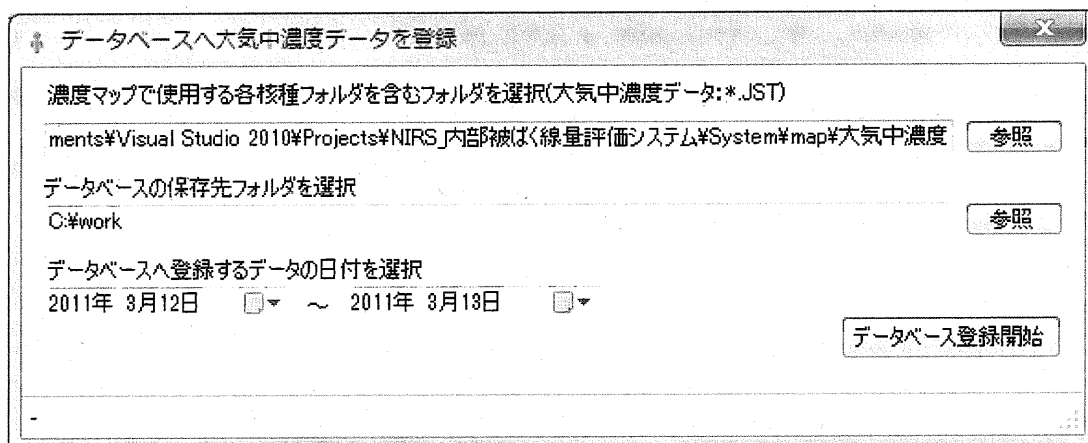 データベースへ大気中濃度データを登録
濃度マップで使用する各核種フォルダを含むフォルダを選択(大気中濃度データ:*.JST)
ments¥Visual Studio 2010¥Projects¥NIRS_内部被ばく線量評価システム¥System¥map¥大気中濃度 参照
データベースの保存先フォルダを選択
C:¥work 参照
データベースへ登録するデータの日付を選択
2011年 3月12日 ～ 2011年 3月13日
データベース登録開始
-